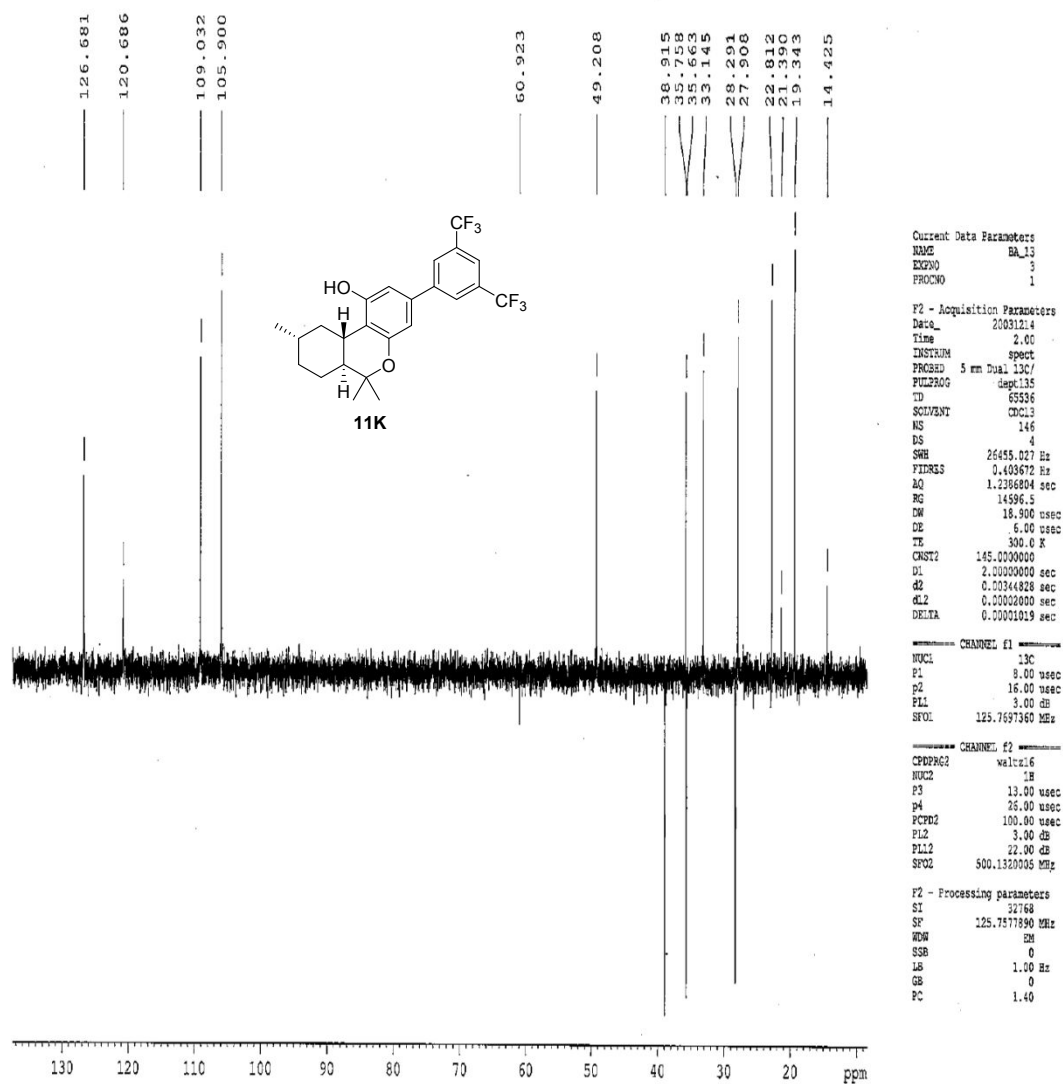 126.681
120.686
109.032
105.900
60.923
49.208
38.915
35.758
35.663
33.145
28.291
27.908
22.812
21.390
19.343
14.425
CF3
HO
H
CF3
H
O
11K
Current Data Parameters
NAME BA_13
EXPNO 3
PROCNO 1
F2 - Acquisition Parameters
Date_ 20031214
Time 2.00
INSTRUM spect
PROBHD 5 mm Dual 13C/
PULPROG dept135
TD 65536
SOLVENT CDCl3
NS 146
DS 4
SWH 26455.027 Hz
FIDRES 0.403672 Hz
AQ 1.2386804 sec
RG 14596.5
DW 18.900 usec
DE 6.00 usec
TE 300.0 K
CNST2 145.0000000
D1 2.00000000 sec
d2 0.00344828 sec
d12 0.00002000 sec
DELTA 0.00001019 sec
======== CHANNEL f1 ========
NUC1 13C
P1 8.00 usec
p2 16.00 usec
PL1 3.00 dB
SFO1 125.7697360 MHz
======== CHANNEL f2 ========
CPDPRG2 waltz16
NUC2 1H
P3 13.00 usec
p4 26.00 usec
PCPD2 100.00 usec
PL2 3.00 dB
PL12 22.00 dB
SFO2 500.1320005 MHz
F2 - Processing parameters
SI 32768
SF 125.7577890 MHz
WDW EM
SSB 0
LB 1.00 Hz
GB 0
PC 1.40
130 120 110 100 90 80 70 60 50 40 30 20 ppm